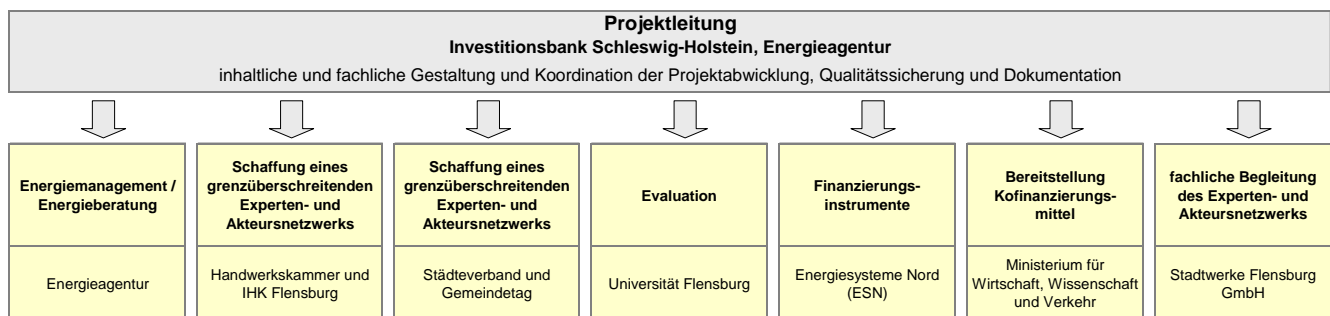 Projektleitung
Investitionsbank Schleswig-Holstein, Energieagentur
inhaltliche und fachliche Gestaltung und Koordination der Projektabwicklung, Qualitätssicherung und Dokumentation
Energiemanagement /
Energieberatung
Energieagentur
Schaffung eines
grenzüberschreitenden
Experten- und
Akteursnetzwerks
Handwerkskammer und
IHK Flensburg
Schaffung eines
grenzüberschreitenden
Experten- und
Akteursnetzwerks
Städteverband und
Gemeindetag
Evaluation
Universität Flensburg
Finanzierungs-
instrumente
Energiesysteme Nord
(ESN)
Bereitstellung
Kofinanzierungs-
mittel
Ministerium für
Wirtschaft, Wissenschaft
und Verkehr
fachliche Begleitung
des Experten- und
Akteursnetzwerks
Stadtwerke Flensburg
GmbH